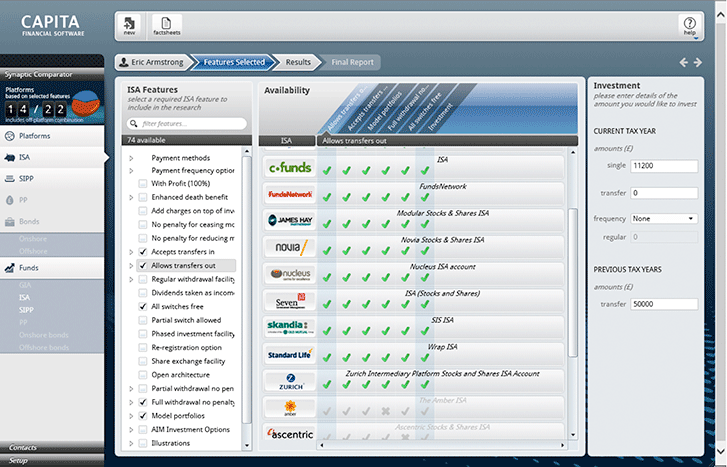 CAPITA
FINANCIAL SOFTWARE
new
factsheets
help
Synaptic Comparator
Platforms
based on selected features
14/22
includes off platform combination
Platforms
ISA
SIPP
PP
Bonds
Onshore
Offshore
Funds
GIA
ISA
SIPP
PP
Onshore bonds
Offshore bonds
Contacts
Setup
Eric Armstrong
Features Selected
Results
Final Report
ISA Features
select a required ISA feature to
include in the research
filter features...
74 available
Payment methods
Payment frequency option
With Profit (100%)
Enhanced death benefit
Add charges on top of inve
No penalty for ceasing mo
No penalty for reducing m
Accepts transfers in
Allows transfers out
Regular withdrawal facility
Dividends taken as income
All switches free
Partial switch allowed
Phased investment facility
Re-registration option
Share exchange facility
Open architecture
Partial withdrawal no pen
Full withdrawal no penalty
Model portfolios
AIM Investment Options
Illustrations
Availability
Allows transfers o...
Accepts transfers ...
Model portfolios
Full withdrawal no...
All switches free
Investment
ISA
Allows transfers out
cofunds
ISA
FundsNetwork
FundsNetwork
JAMES HAY
Modular Stocks & Shares ISA
novia
Novia Stocks & Shares ISA
nucleus
Nucleus ISA account
Seven
ISA (Stocks and Shares)
skandia
SIS ISA
Standard Life
Wrap ISA
ZURICH
Zurich Intermediary Platform Stocks and Shares ISA Account
amber
The Amber ISA
ascentric
Ascentric Stocks & Shares ISA
Investment
please enter details of the
amount you would like to invest
CURRENT TAX YEAR
amounts (£)
single 11200
transfer 0
frequency None
regular 0
PREVIOUS TAX YEARS
amounts (£)
transfer 50000